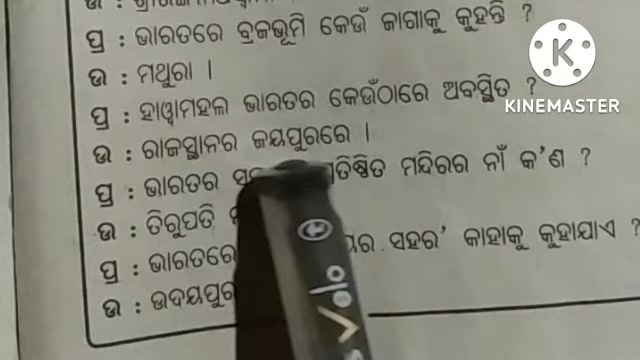 ପ୍ର : ଭାରତରେ ବ୍ରଜଭୂମି କେଉଁ ଜାଗାକୁ କୁହନ୍ତି ?
ଉ : ମଥୁରା ।
ପ୍ର : ହାୱାମହଲ ଭାରତର କେଉଁଠାରେ ଅବସ୍ଥିତ ?
ଉ : ରାଜସ୍ଥାନର ଜୟପୁରରେ ।
ପ୍ର : ଭାରତର ମନ୍ଦିରର ନାଁ କ'ଣ ?
ଉ : ତିରୁପତି
ପ୍ର : ଭାରତରେ ସହର' କାହାକୁ କୁହାଯାଏ ?
ଉ : ଉଦୟପୁର
K
KINEMASTER